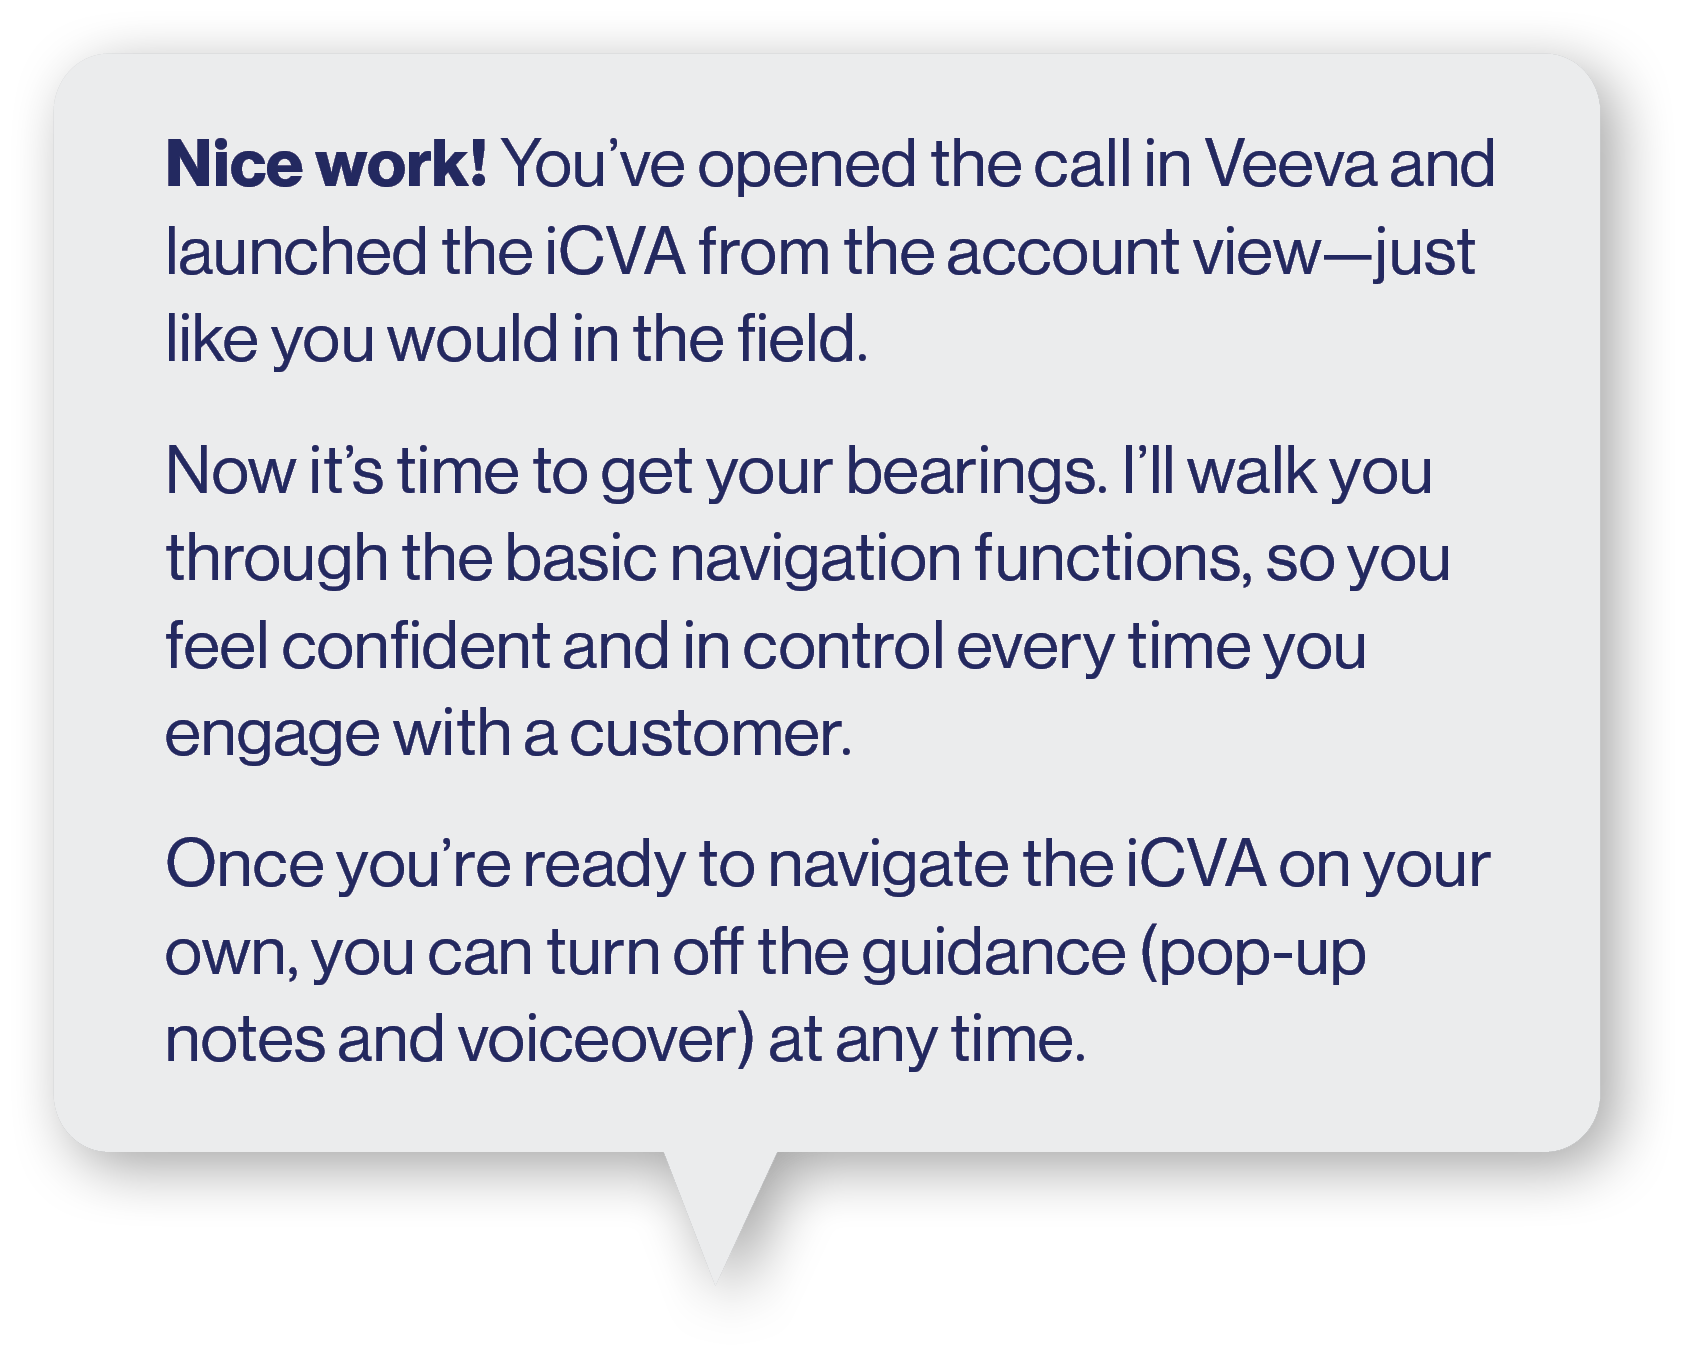 Nice work! You’ve opened the call in Veeva and
launched the iCVA from the account view—just
like you would in the field.
Now it’s time to get your bearings. I’ll walk you
through the basic navigation functions, so you
feel confident and in control every time you
engage with a customer.
Once you’re ready to navigate the iCVA on your
own, you can turn off the guidance (pop-up
notes and voiceover) at any time.